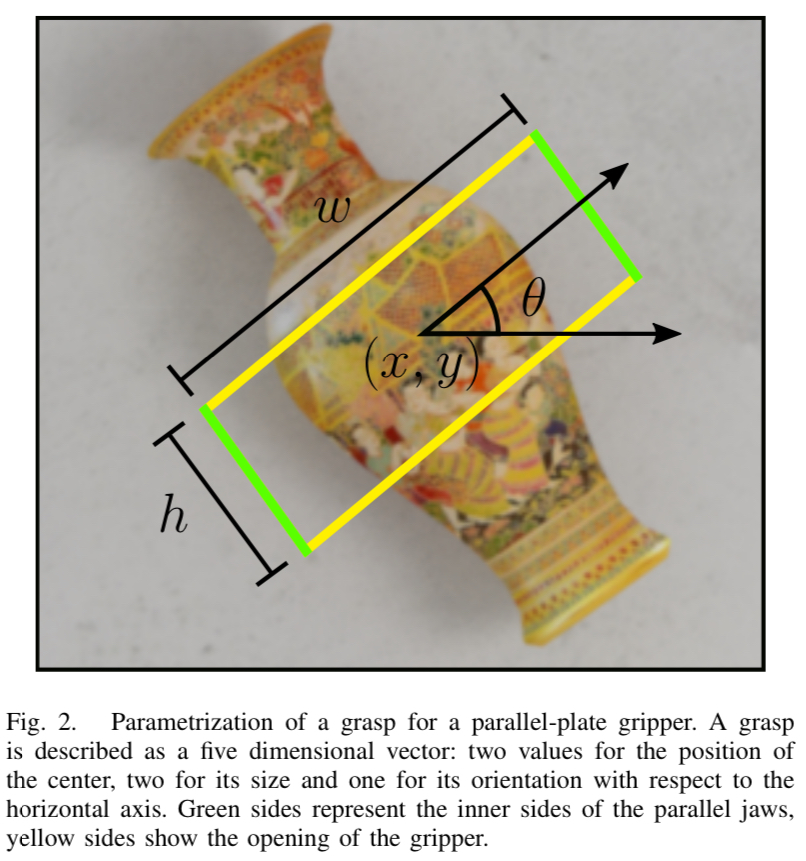 w
θ
(x, y)
h
Fig. 2. Parametrization of a grasp for a parallel-plate gripper. A grasp
is described as a five dimensional vector: two values for the position of
the center, two for its size and one for its orientation with respect to the
horizontal axis. Green sides represent the inner sides of the parallel jaws,
yellow sides show the opening of the gripper.